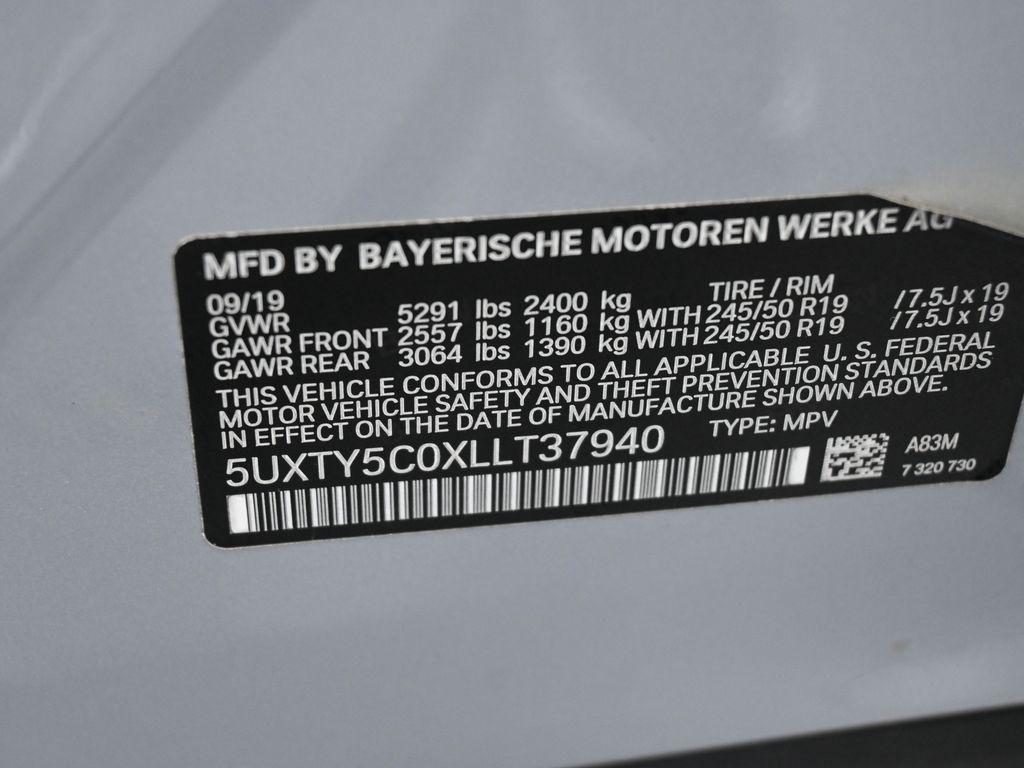 MFD BY BAYERISCHE MOTOREN WERKE AG
09/19 TIRE / RIM
GVWR 5291 lbs 2400 kg
GAWR FRONT 2557 lbs 1160 kg WITH 245/50 R19 / 7.5J x 19
GAWR REAR 3064 lbs 1390 kg WITH 245/50 R19 / 7.5J x 19
THIS VEHICLE CONFORMS TO ALL APPLICABLE U. S. FEDERAL
MOTOR VEHICLE SAFETY AND THEFT PREVENTION STANDARDS
IN EFFECT ON THE DATE OF MANUFACTURE SHOWN ABOVE.
5UXTY5C0XLLT37940 TYPE: MPV
A83M
7 320 730